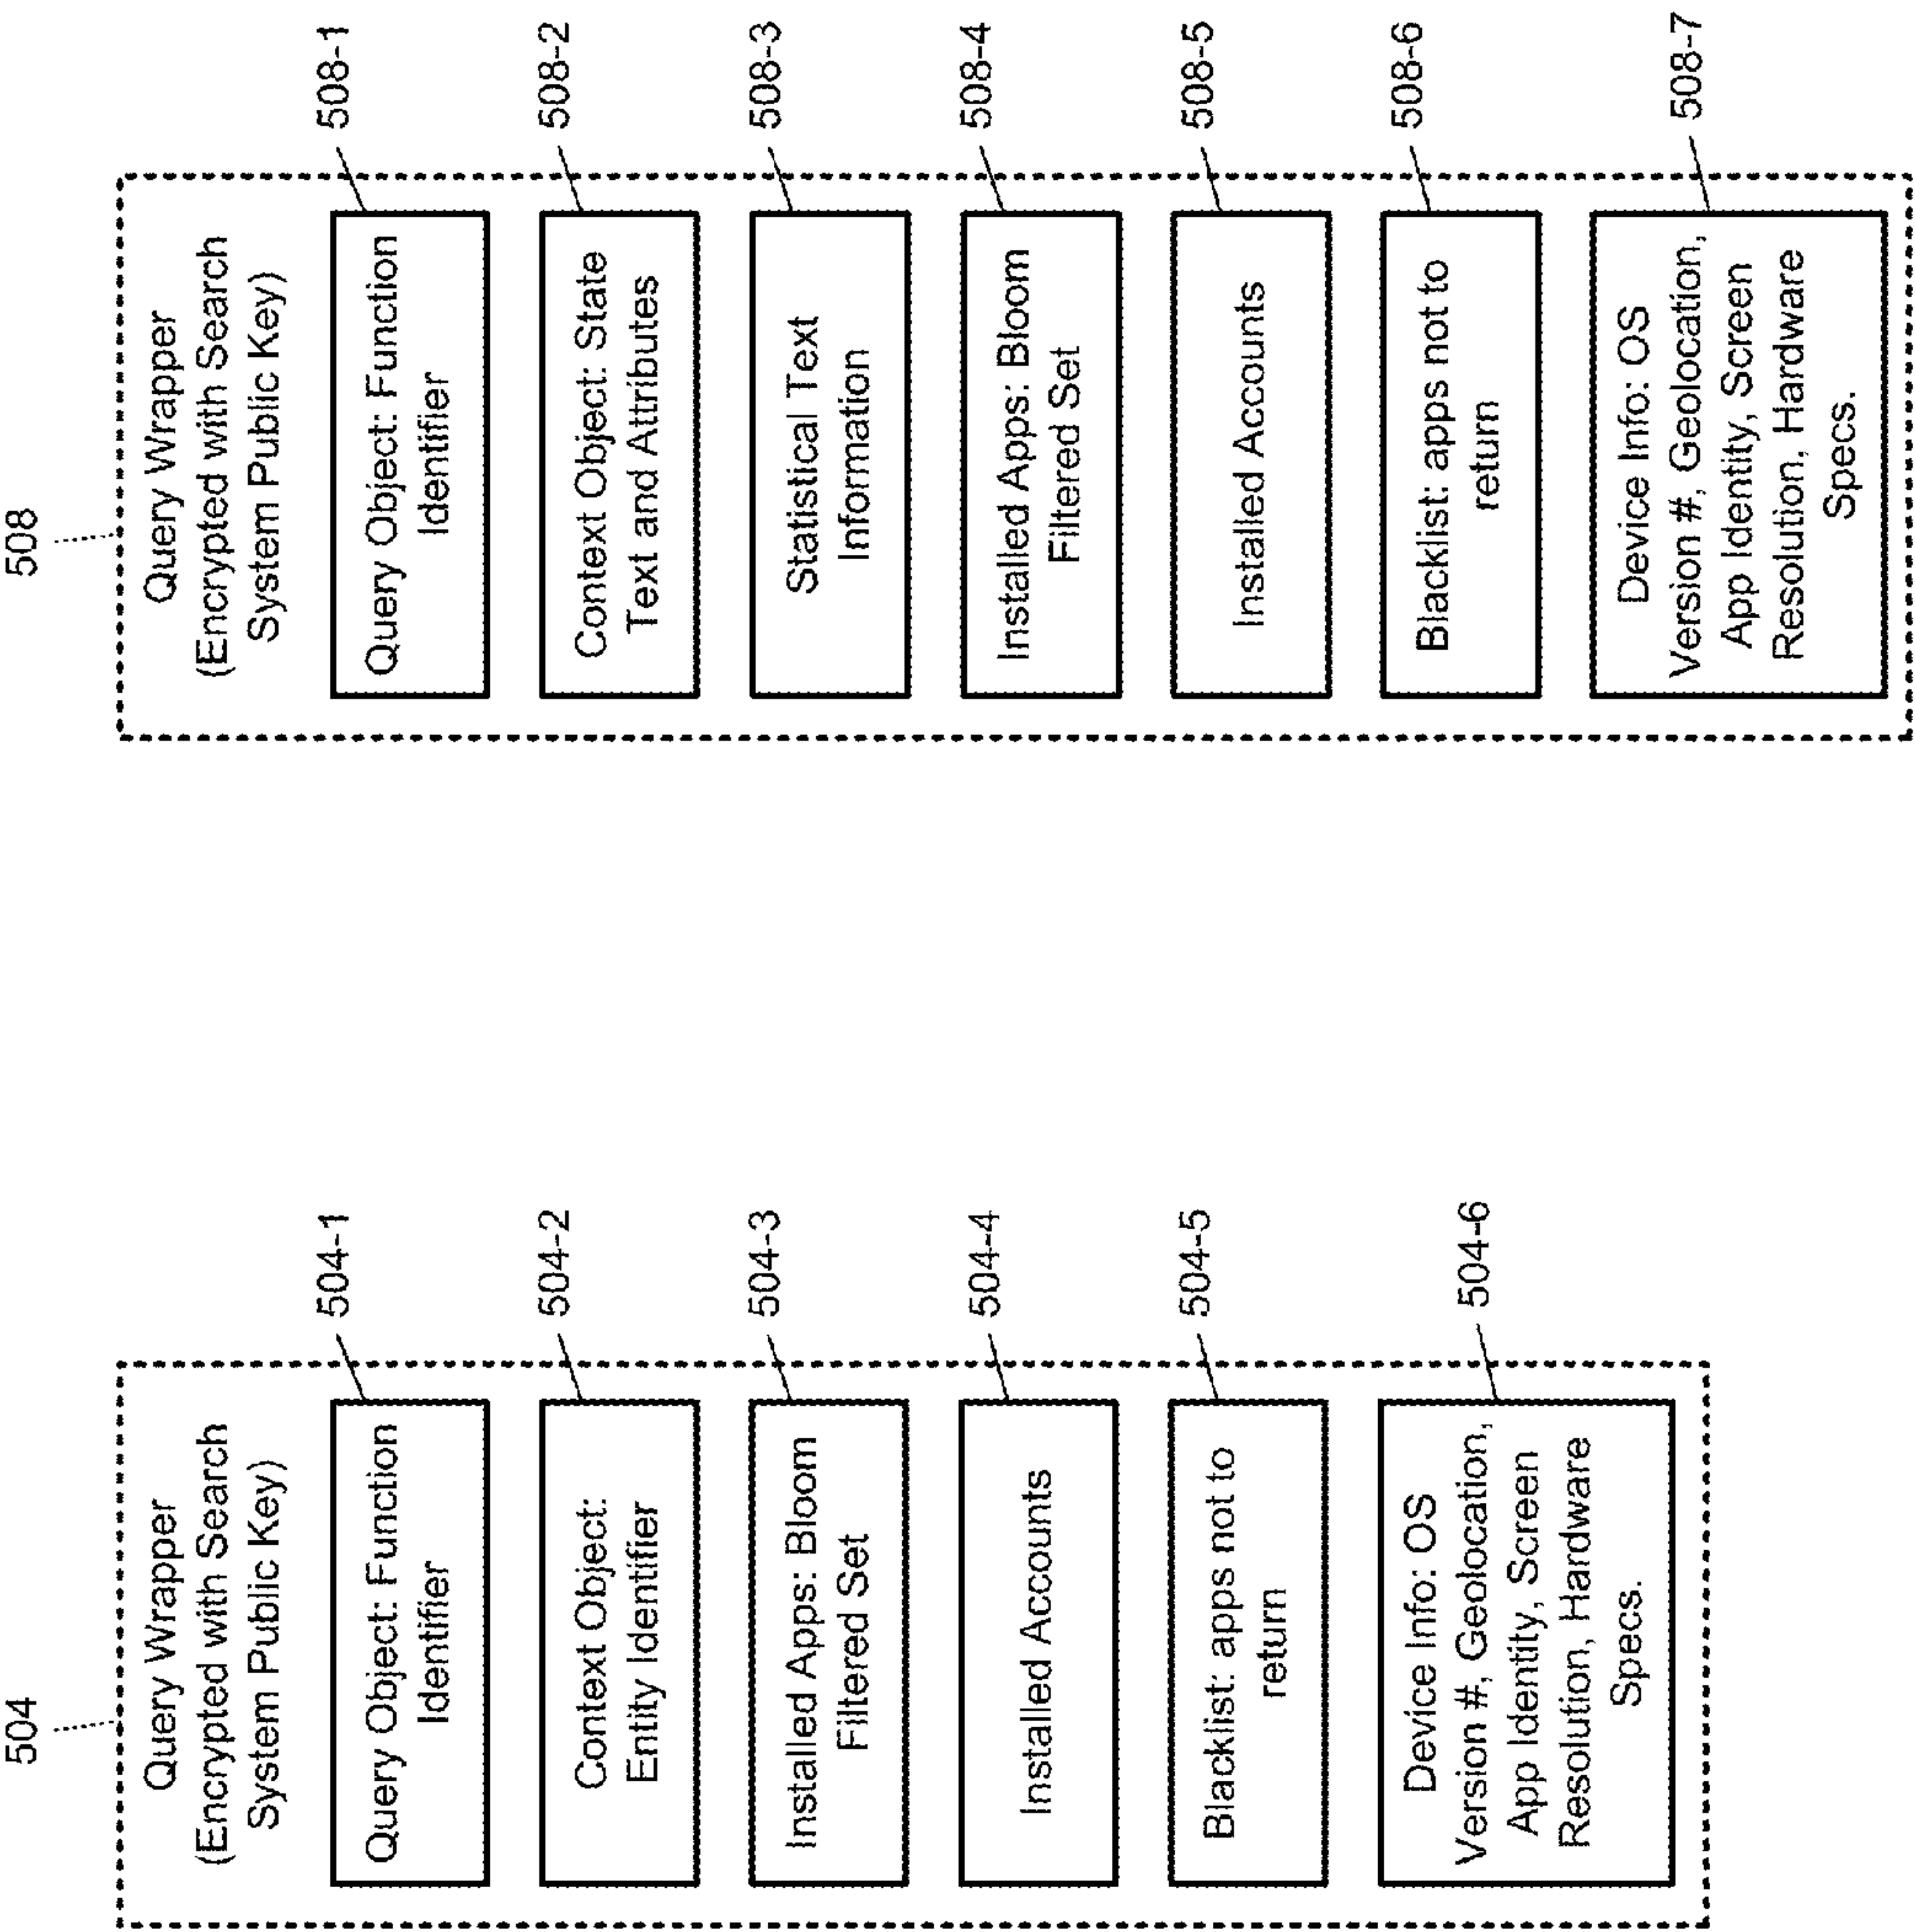 504
Query Wrapper
(Encrypted with Search
System Public Key)
Query Object: Function
Identifier
504-1
Context Object:
Entity Identifier
504-2
Installed Apps: Bloom
Filtered Set
504-3
Installed Accounts
504-4
Blacklist: apps not to
return
504-5
Device Info: OS
Version #, Geolocation,
App Identity, Screen
Resolution, Hardware
Specs.
504-6
508
Query Wrapper
(Encrypted with Search
System Public Key)
Query Object: Function
Identifier
508-1
Context Object: State
Text and Attributes
508-2
Statistical Text
Information
508-3
Installed Apps: Bloom
Filtered Set
508-4
Installed Accounts
508-5
Blacklist: apps not to
return
508-6
Device Info: OS
Version #, Geolocation,
App Identity, Screen
Resolution, Hardware
Specs.
508-7